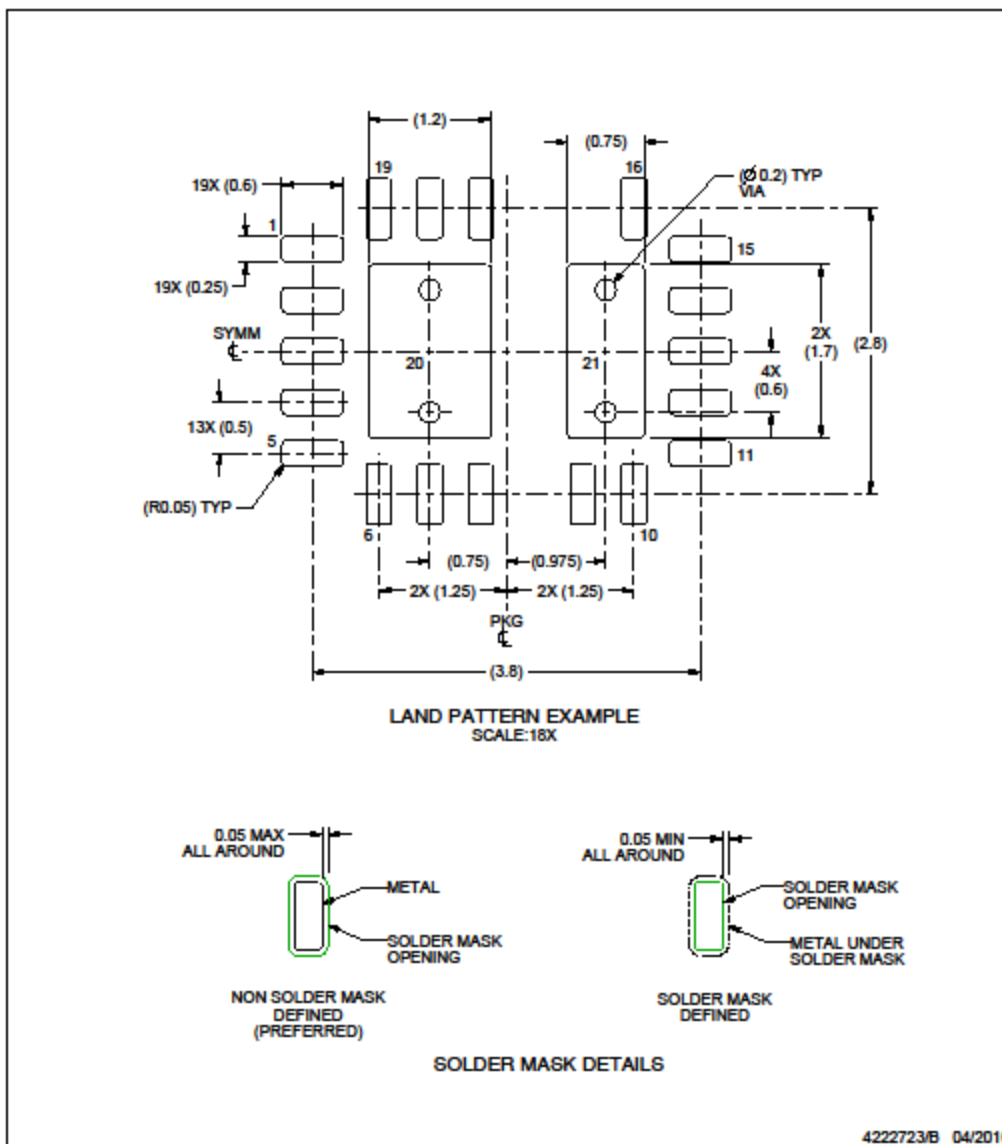 (1.2)
(0.75)
19
16
(Ø 0.2) TYP
VIA
19X (0.6)
1
15
19X (0.25)
SYMM
℄
20
21
2X
(1.7)
(2.8)
4X
(0.6)
13X (0.5)
5
11
(R0.05) TYP
6
10
(0.75)
(0.975)
2X (1.25)
2X (1.25)
PKG
℄
(3.8)
LAND PATTERN EXAMPLE
SCALE:18X
0.05 MAX
ALL AROUND
METAL
SOLDER MASK
OPENING
NON SOLDER MASK
DEFINED
(PREFERRED)
0.05 MIN
ALL AROUND
SOLDER MASK
OPENING
METAL UNDER
SOLDER MASK
SOLDER MASK
DEFINED
SOLDER MASK DETAILS
4222723/B